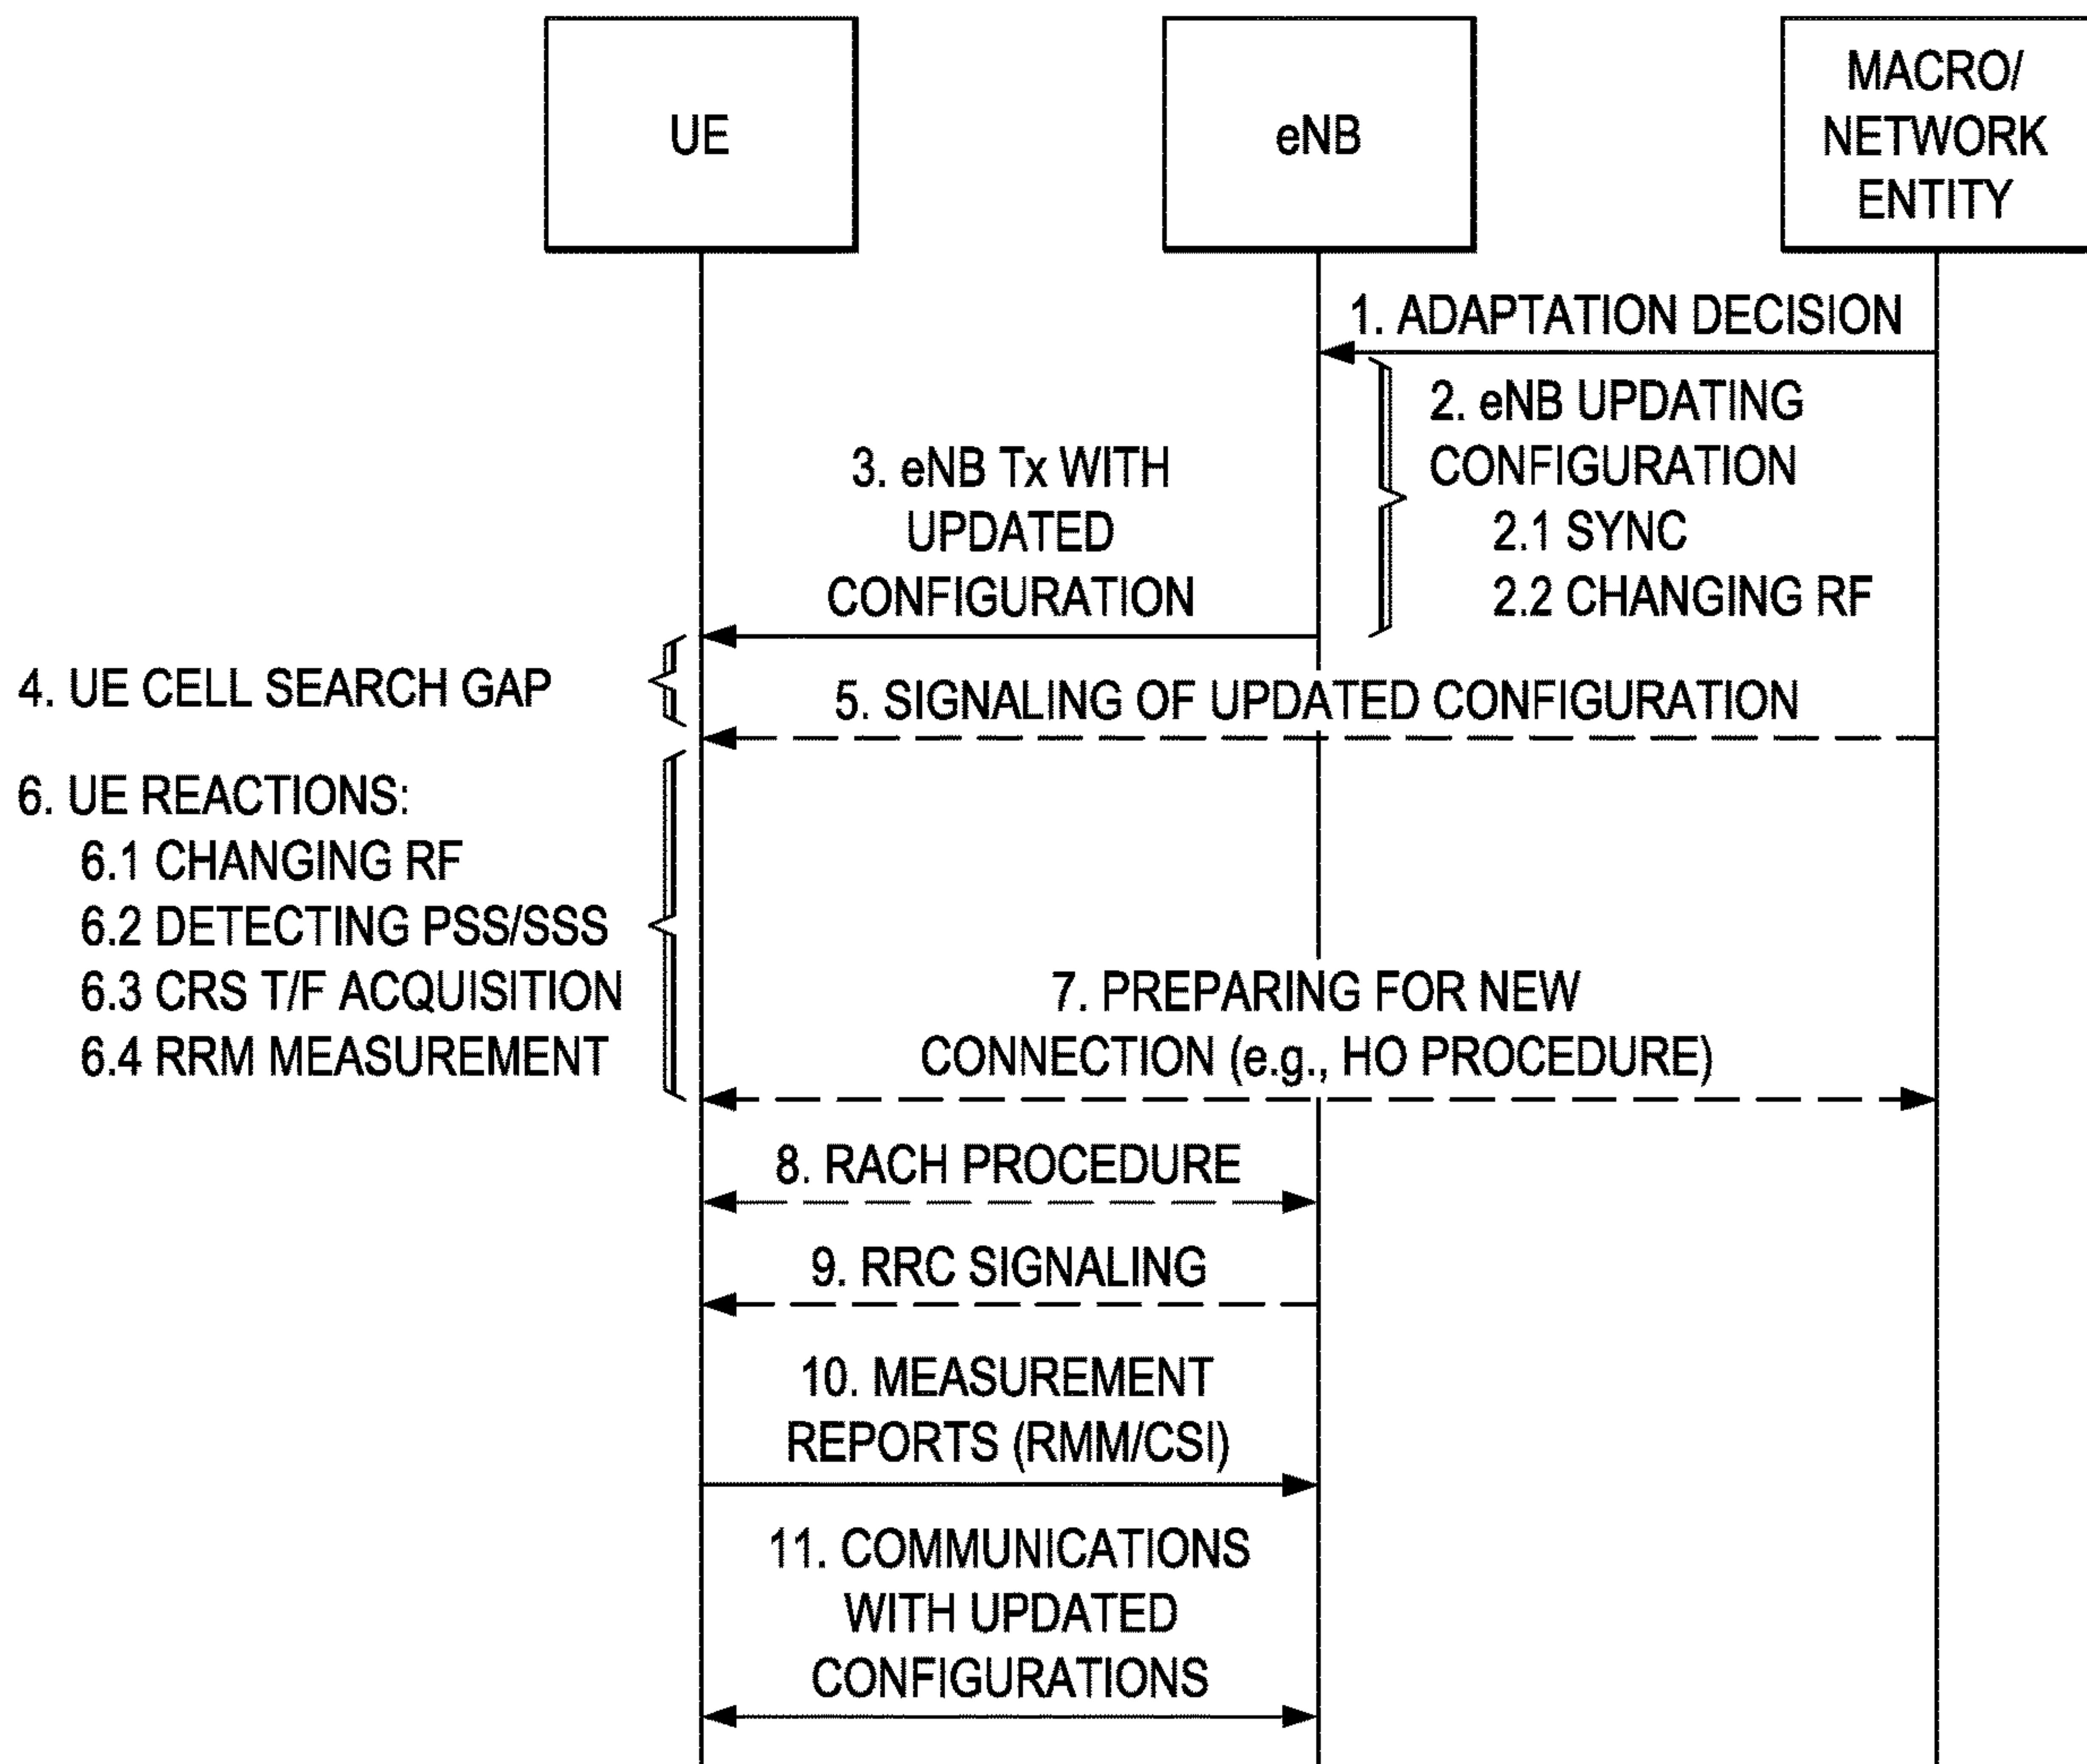 UE
eNB
MACRO/
NETWORK
ENTITY
1. ADAPTATION DECISION
2. eNB UPDATING
CONFIGURATION
2.1 SYNC
2.2 CHANGING RF
3. eNB Tx WITH
UPDATED
CONFIGURATION
4. UE CELL SEARCH GAP
5. SIGNALING OF UPDATED CONFIGURATION
6. UE REACTIONS:
6.1 CHANGING RF
6.2 DETECTING PSS/SSS
6.3 CRS T/F ACQUISITION
6.4 RRM MEASUREMENT
7. PREPARING FOR NEW
CONNECTION (e.g., HO PROCEDURE)
8. RACH PROCEDURE
9. RRC SIGNALING
10. MEASUREMENT
REPORTS (RMM/CSI)
11. COMMUNICATIONS
WITH UPDATED
CONFIGURATIONS